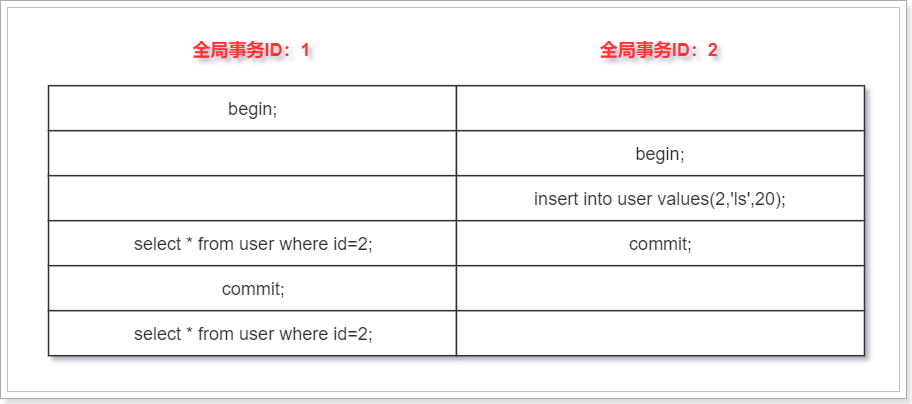 全局事务ID：1 全局事务ID：2
begin;
begin;
insert into user values(2,'ls',20);
select * from user where id=2; commit;
commit;
select * from user where id=2;